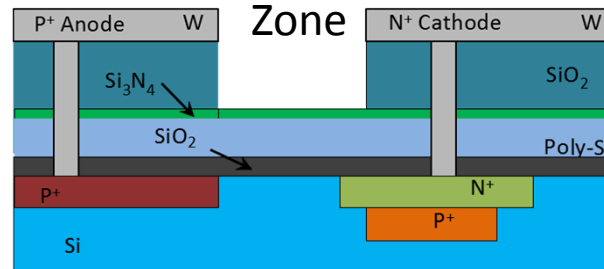 Zone
P⁺ Anode W
N⁺ Cathode W
Si₃N₄
SiO₂
SiO₂
Poly-S
P⁺
N⁺
P⁺
Si